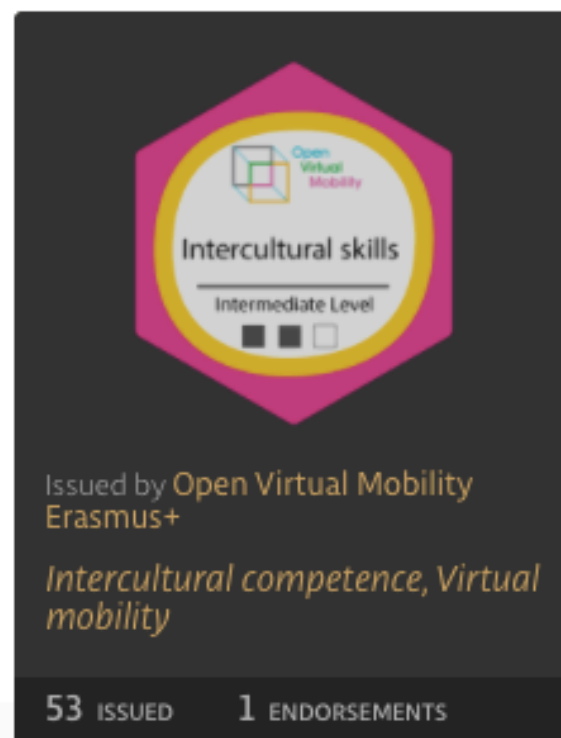 Open
Virtual
Mobility
Intercultural skills
Intermediate Level
Issued by Open Virtual Mobility
Erasmus+
Intercultural competence, Virtual
mobility
53 ISSUED 1 ENDORSEMENTS